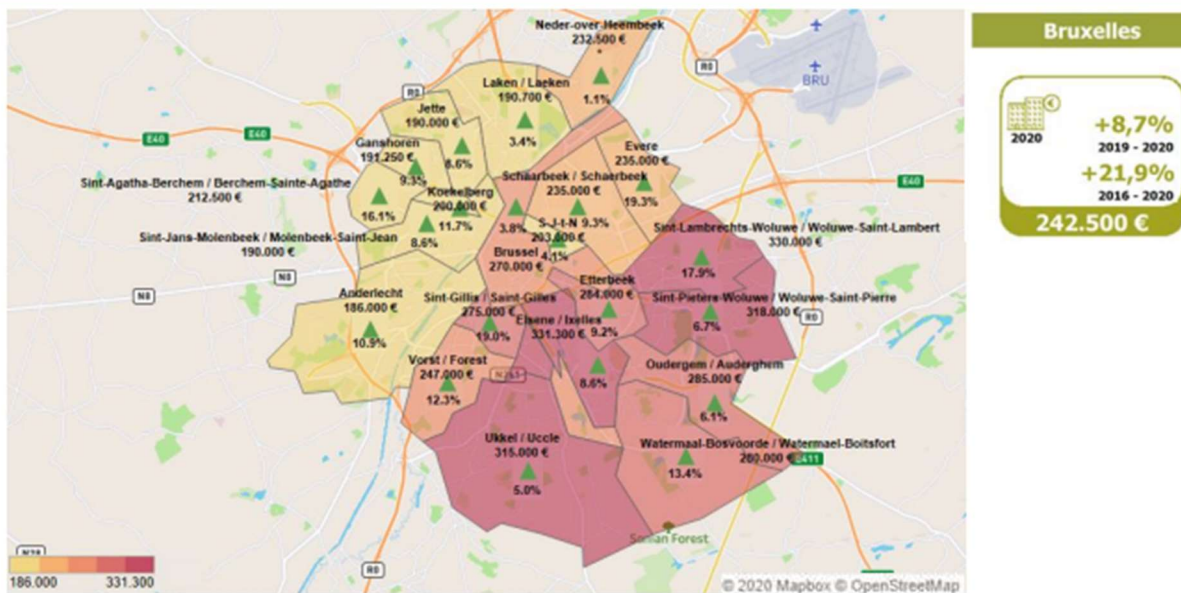 Neder-over-Heembeek
232.500 €
1.1%
Laken / Laeken
190.700 €
3.4%
Jette
190.000 €
8.6%
Ganshoren
191.250 €
9.3%
Sint-Agatha-Berchem / Berchem-Sainte-Agathe
212.500 €
16.1%
Koekelberg
200.000 €
11.7%
Sint-Jans-Molenbeek / Molenbeek-Saint-Jean
190.000 €
8.6%
Evere
235.000 €
19.3%
Schaarbeek / Schaerbeek
235.000 €
9.3%
S-J-t-N
203.000 €
4.1%
3.8%
Brussel
270.000 €
Sint-Lambrechts-Woluwe / Woluwe-Saint-Lambert
330.000 €
17.9%
Sint-Pieters-Woluwe / Woluwe-Saint-Pierre
318.000 €
6.7%
Etterbeek
284.000 €
9.2%
Anderlecht
186.000 €
10.9%
Sint-Gillis / Saint-Gilles
275.000 €
19.0%
Elsene / Ixelles
331.300 €
8.6%
Vorst / Forest
247.000 €
12.3%
Oudergem / Auderghem
285.000 €
6.1%
Ukkel / Uccle
315.000 €
5.0%
Watermaal-Bosvoorde / Watermael-Boitsfort
280.000 €
13.4%
R0
R0
E40
E40
E40
BRU
N8
N8
R0
E411
Sonian Forest
R0
N28
186.000
331.300
© 2020 Mapbox © OpenStreetMap
Bruxelles
2020
+8,7%
2019 - 2020
+21,9%
2016 - 2020
242.500 €